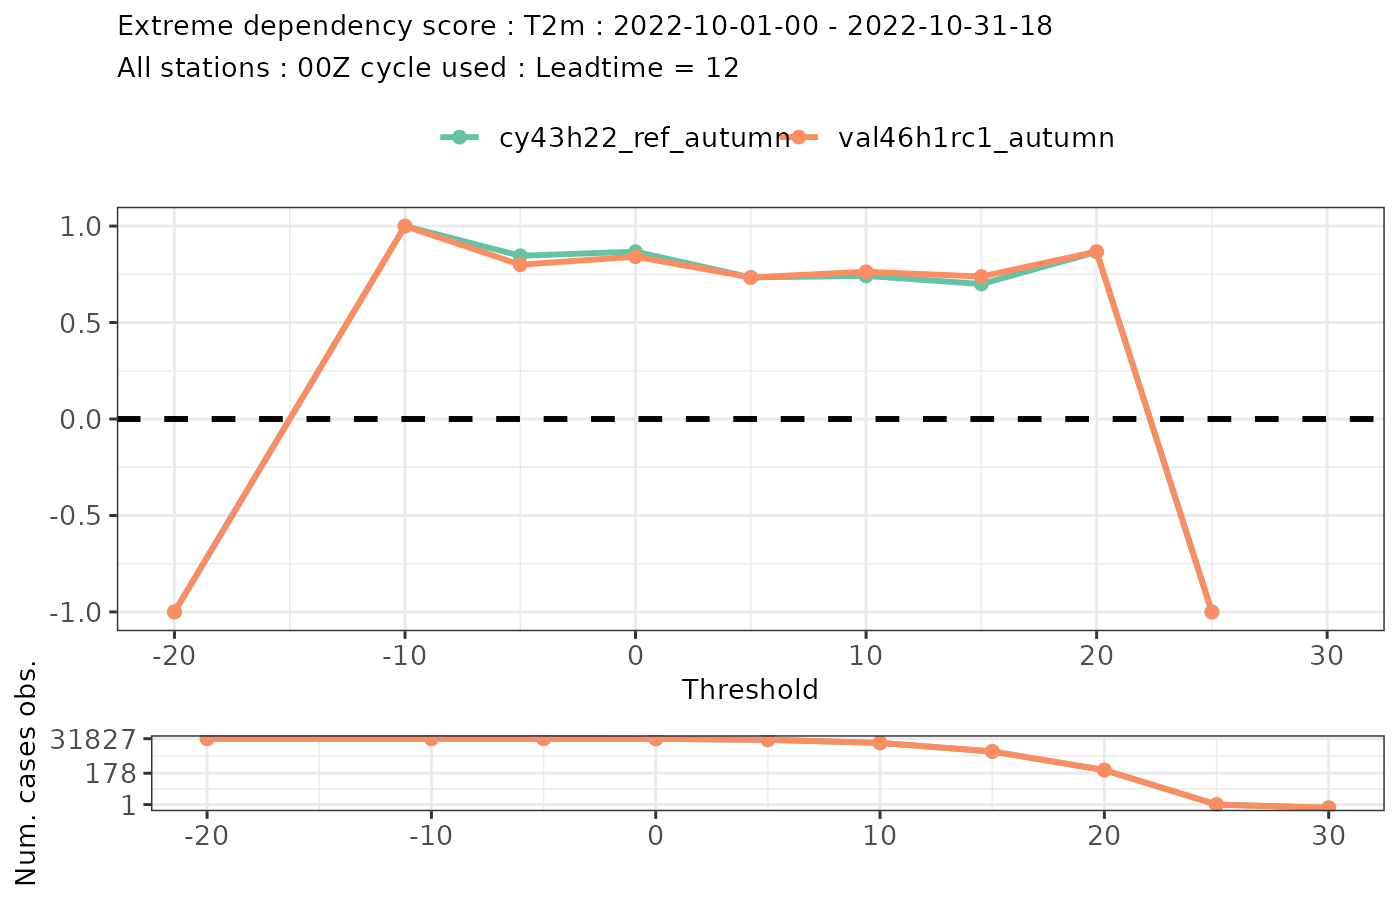 Extreme dependency score : T2m : 2022-10-01-00 - 2022-10-31-18
All stations : 00Z cycle used : Leadtime = 12
cy43h22_ref_autumn val46h1rc1_autumn
1.0
0.5
0.0
-0.5
-1.0
-20 -10 0 10 20 30
Threshold
Num. cases obs.
31827
178
1
-20 -10 0 10 20 30